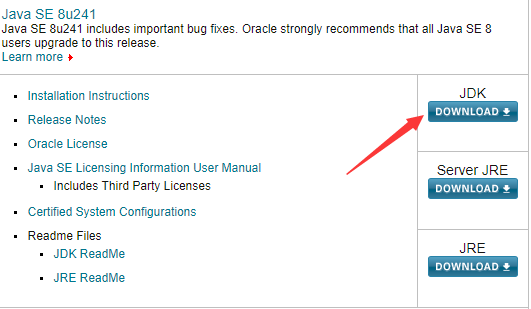 Java SE 8u241
Java SE 8u241 includes important bug fixes. Oracle strongly recommends that all Java SE 8
users upgrade to this release.
Learn more
Installation Instructions
Release Notes
Oracle License
Java SE Licensing Information User Manual
Includes Third Party Licenses
Certified System Configurations
Readme Files
JDK ReadMe
JRE ReadMe
JDK
DOWNLOAD
Server JRE
DOWNLOAD
JRE
DOWNLOAD